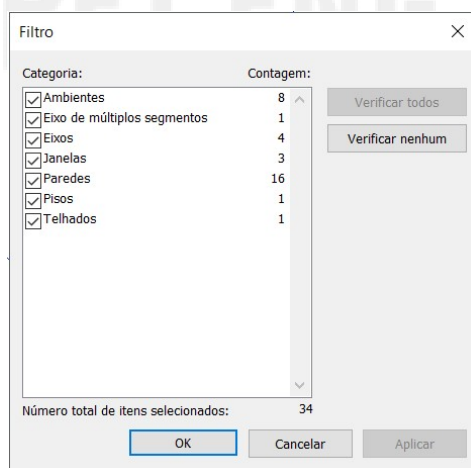 Filtro
Categoria: Contagem:
Ambientes 8
Eixo de múltiplos segmentos 1
Eixos 4
Janelas 3
Paredes 16
Pisos 1
Telhados 1
Verificar todos
Verificar nenhum
Número total de itens selecionados: 34
OK Cancelar Aplicar